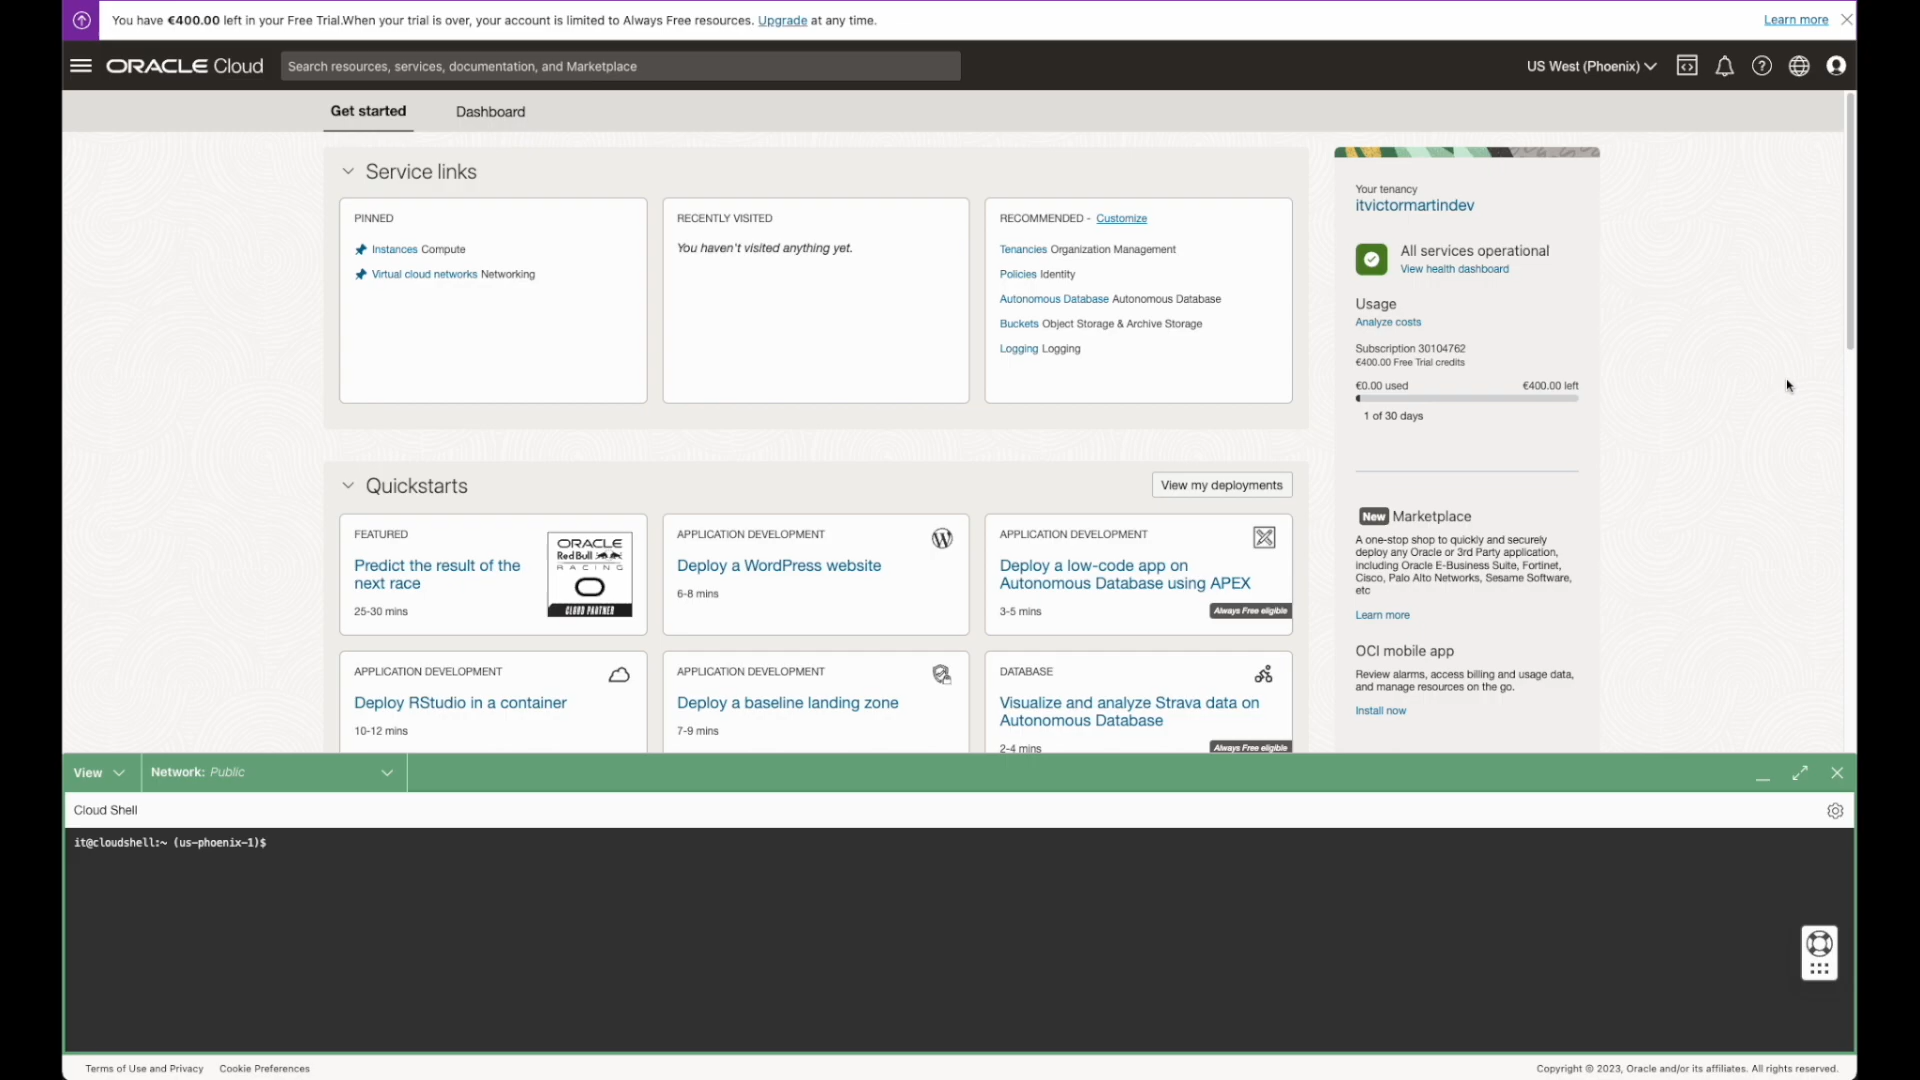 You have €400.00 left in your Free Trial.When your trial is over, your account is limited to Always Free resources. Upgrade at any time.
Learn more
ORACLE Cloud
Search resources, services, documentation, and Marketplace
US West (Phoenix)
Get started
Dashboard
Service links
PINNED
Instances Compute
Virtual cloud networks Networking
RECENTLY VISITED
You haven't visited anything yet.
RECOMMENDED - Customize
Tenancies Organization Management
Policies Identity
Autonomous Database Autonomous Database
Buckets Object Storage & Archive Storage
Logging Logging
Your tenancy
itvictormartindev
All services operational
View health dashboard
Usage
Analyze costs
Subscription 30104762
€400.00 Free Trial credits
€0.00 used
€400.00 left
1 of 30 days
Quickstarts
View my deployments
FEATURED
Predict the result of the
next race
25-30 mins
ORACLE
Red Bull
RACING
CLOUD PARTNER
APPLICATION DEVELOPMENT
Deploy a WordPress website
6-8 mins
APPLICATION DEVELOPMENT
Deploy a low-code app on
Autonomous Database using APEX
3-5 mins
Always Free eligible
APPLICATION DEVELOPMENT
Deploy RStudio in a container
10-12 mins
APPLICATION DEVELOPMENT
Deploy a baseline landing zone
7-9 mins
DATABASE
Visualize and analyze Strava data on
Autonomous Database
2-4 mins
Always Free eligible
New Marketplace
A one-stop shop to quickly and securely
deploy any Oracle or 3rd Party application,
including Oracle E-Business Suite, Fortinet,
Cisco, Palo Alto Networks, Sesame Software,
etc
Learn more
OCI mobile app
Review alarms, access billing and usage data,
and manage resources on the go.
Install now
View
Network: Public
Cloud Shell
it@cloudshell:~ (us-phoenix-1)$
Terms of Use and Privacy
Cookie Preferences
Copyright © 2023, Oracle and/or its affiliates. All rights reserved.